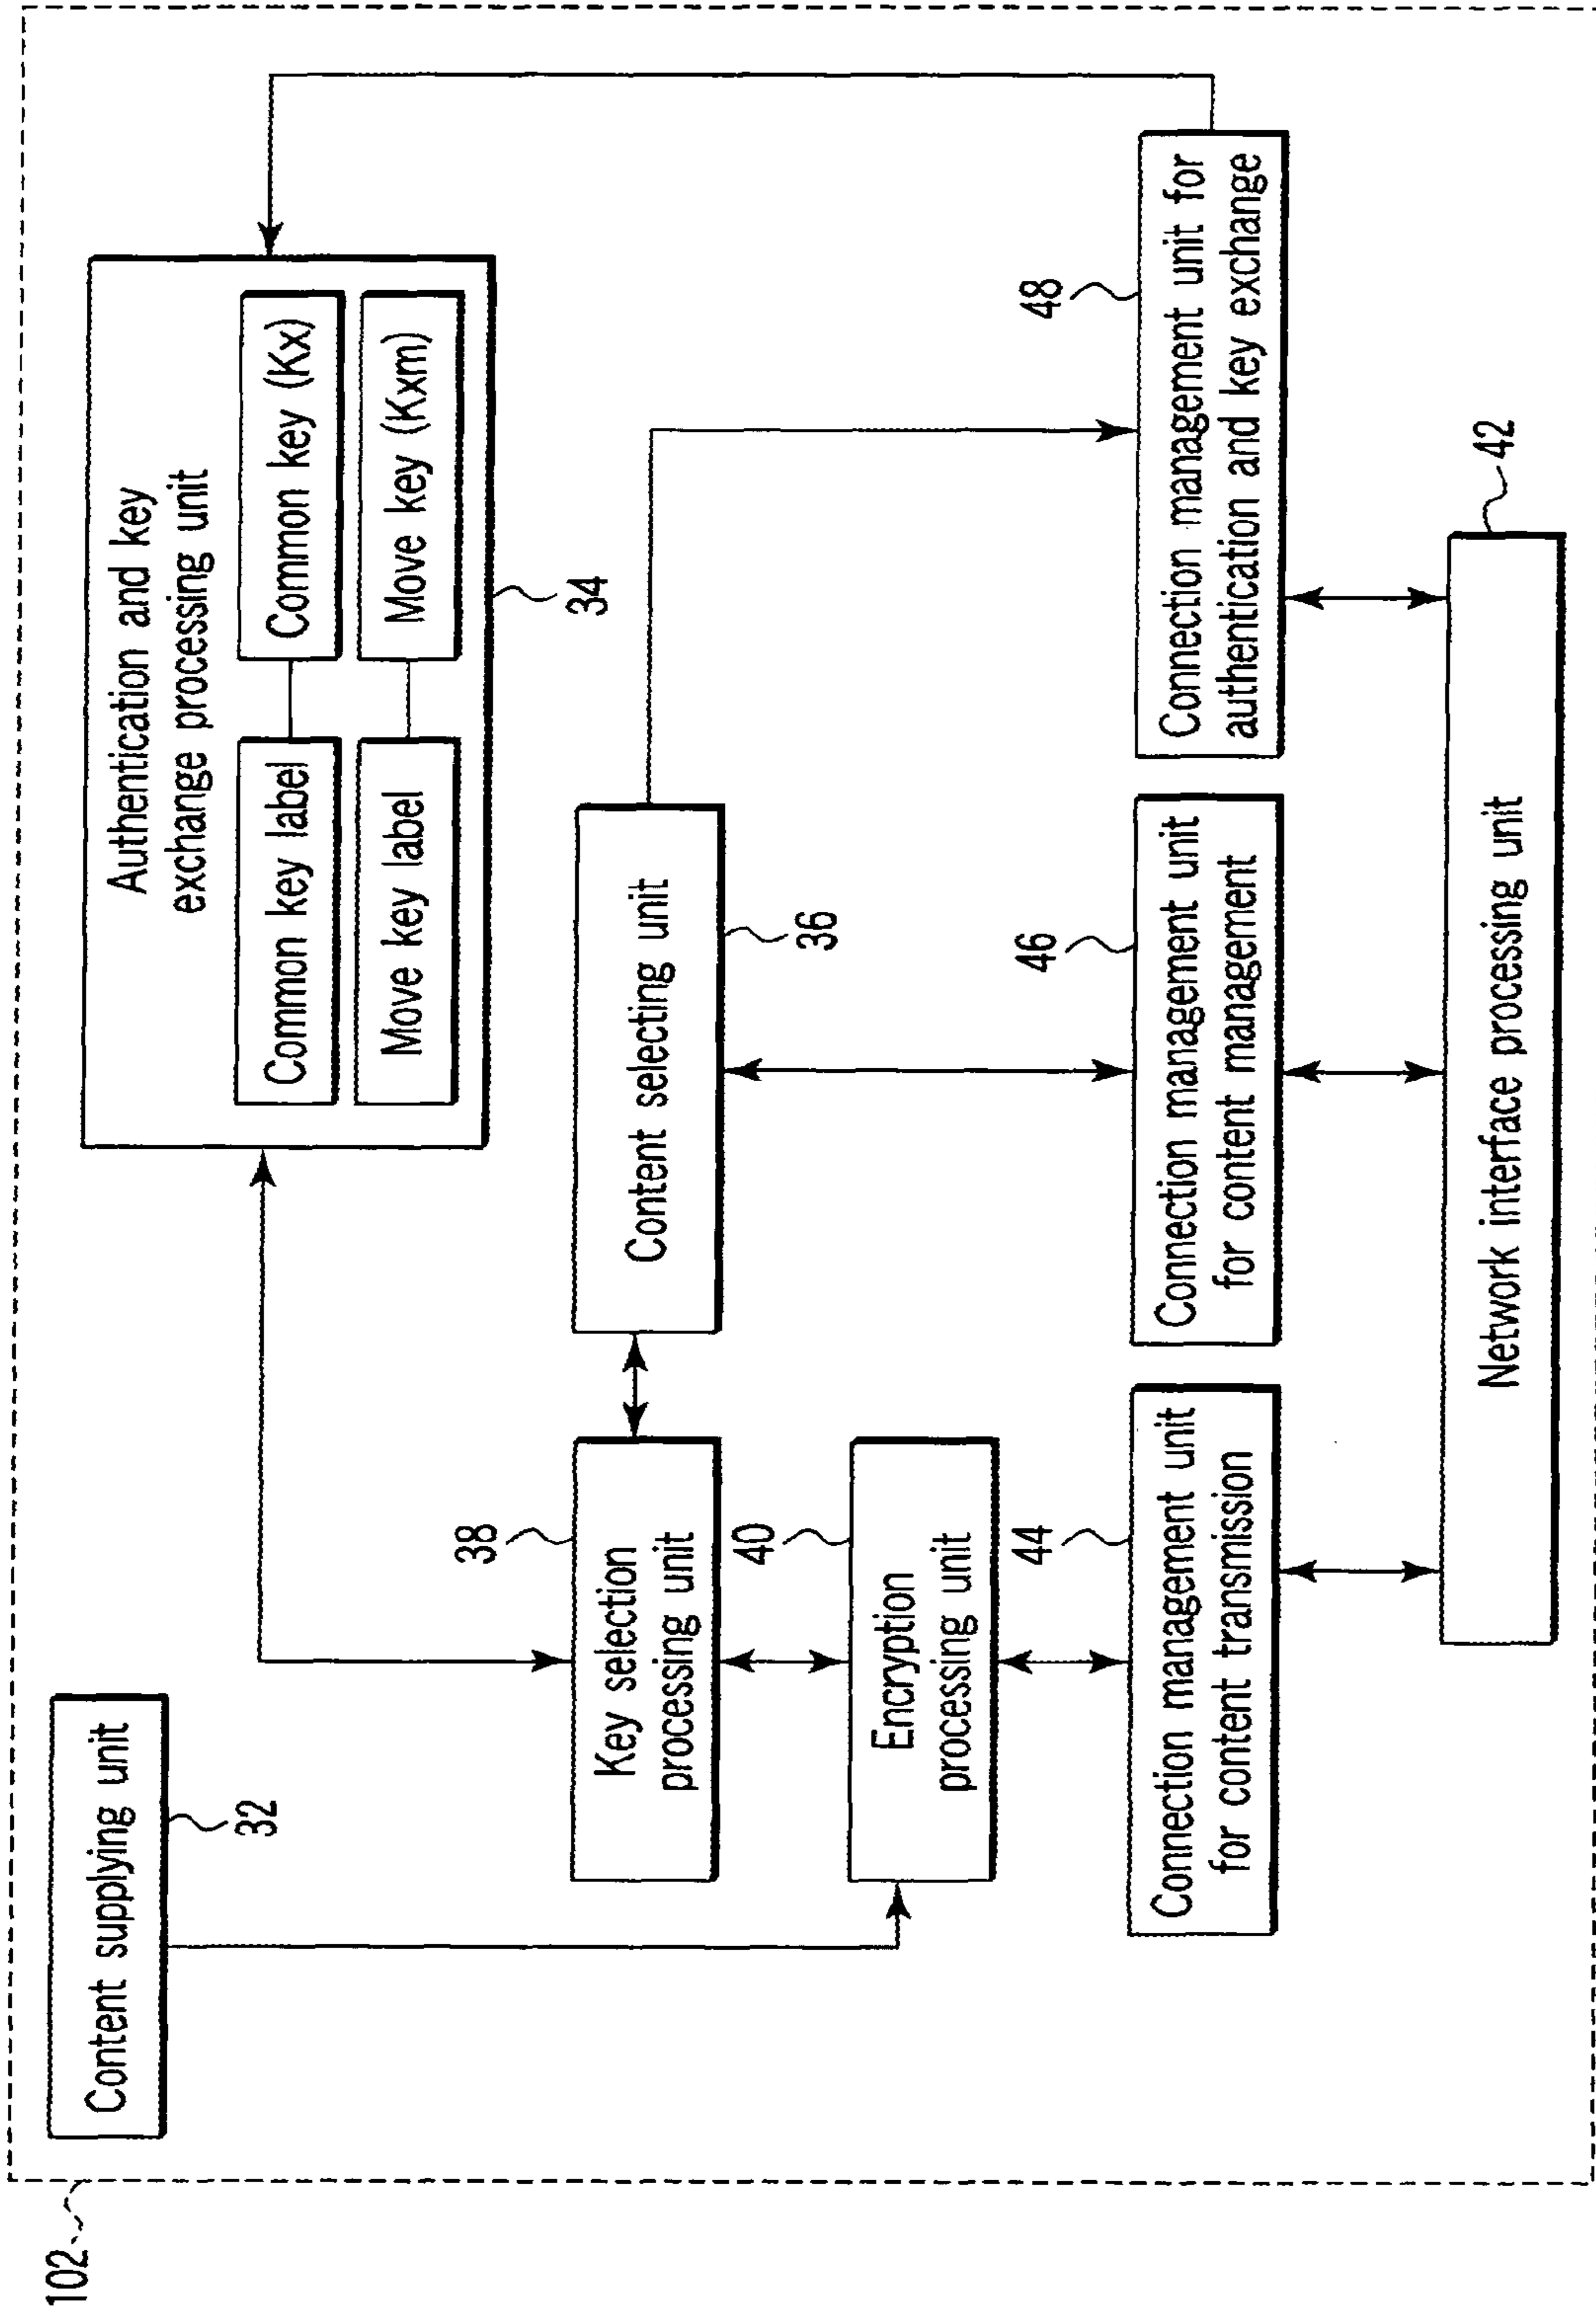 102
Content supplying unit
32
Authentication and key
exchange processing unit
Common key label
Common key (Kx)
Move key label
Move key (Kxm)
34
38
Key selection
processing unit
Content selecting unit
36
40
Encryption
processing unit
44
Connection management unit
for content transmission
46
Connection management unit
for content management
48
Connection management unit for
authentication and key exchange
42
Network interface processing unit